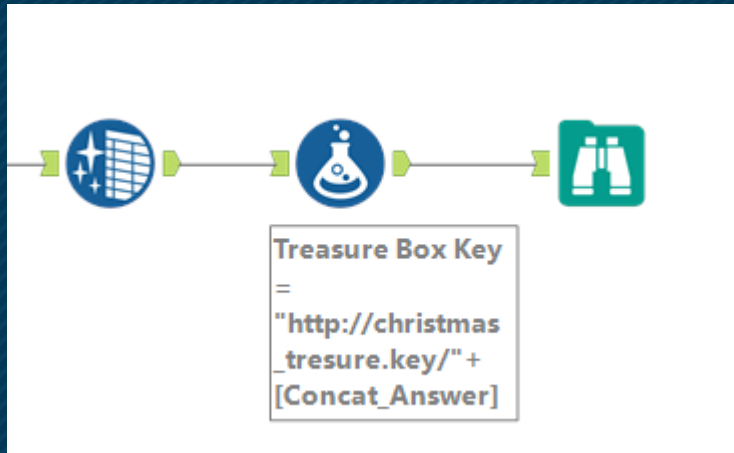 Treasure Box Key
=
"http://christmas
_tresure.key/"+
[Concat_Answer]